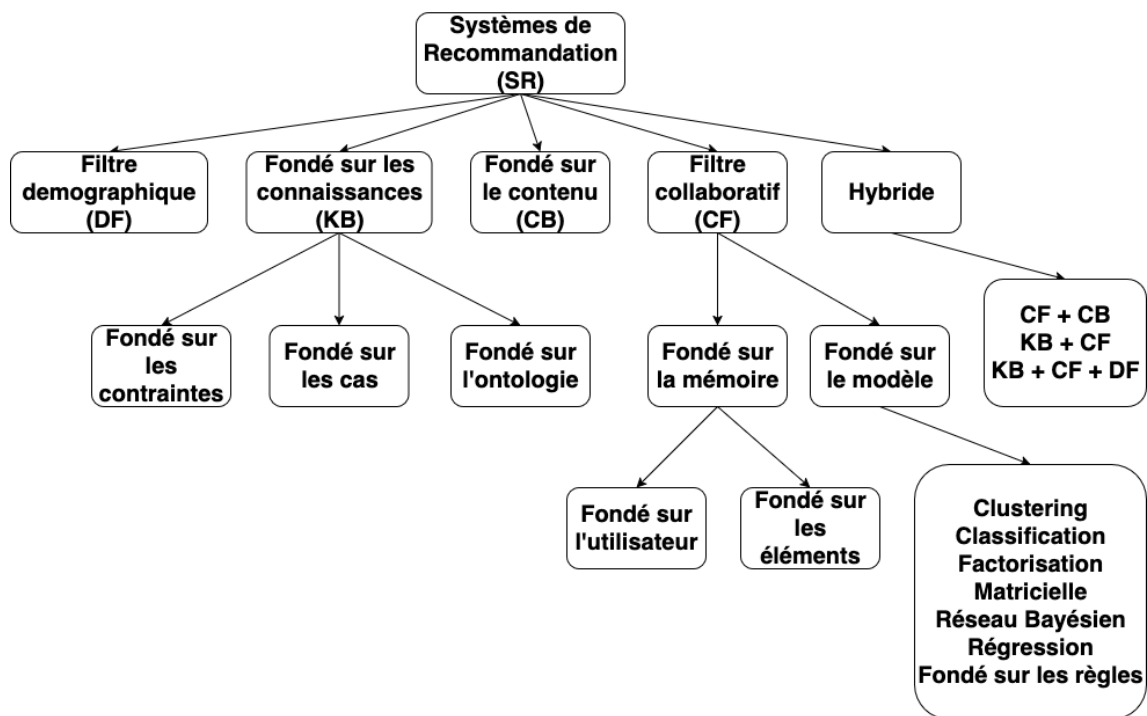 Systèmes de
Recommandation
(SR)
Filtre
demographique
(DF)
Fondé sur les
connaissances
(KB)
Fondé sur
le contenu
(CB)
Filtre
collaboratif
(CF)
Hybride
Fondé sur
les
contraintes
Fondé sur
les cas
Fondé sur
l'ontologie
Fondé sur
la mémoire
Fondé sur
le modèle
CF + CB
KB + CF
KB + CF + DF
Fondé sur
l'utilisateur
Fondé sur
les
éléments
Clustering
Classification
Factorisation
Matricielle
Réseau Bayésien
Régression
Fondé sur les règles